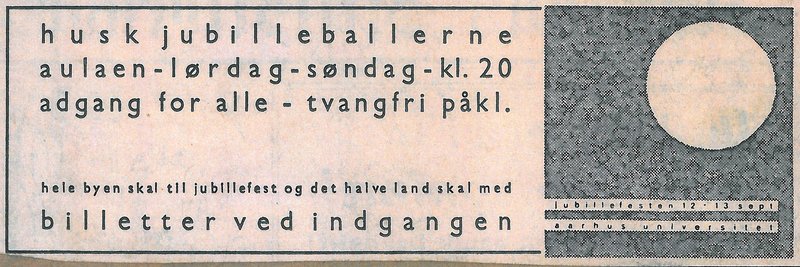 husk jubilleballerne
aulaen-lørdag-søndag-kl. 20
adgang for alle - tvangfri påkl.
hele byen skal til jubillefest og det halve land skal med
billetter ved indgangen
jubillefesten 12-13 sept
aarhus universitet